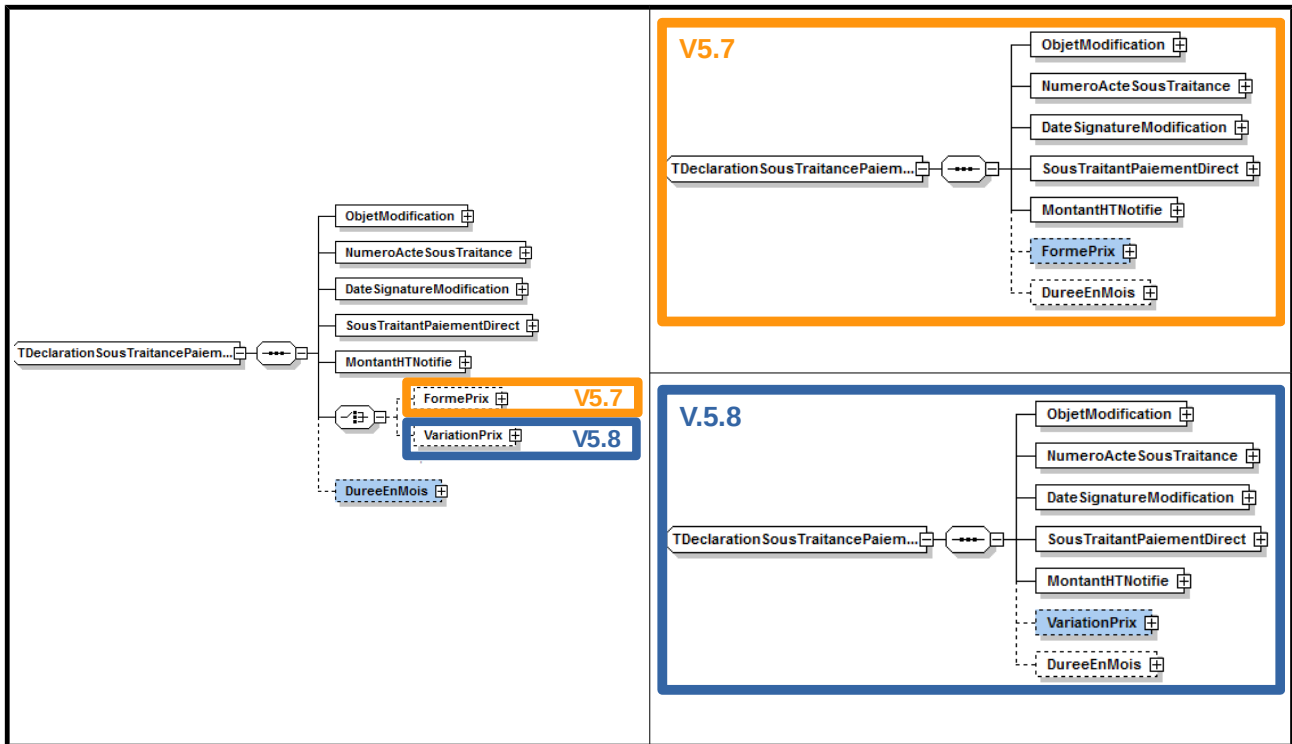 ObjetModification
NumeroActeSousTraitance
DateSignatureModification
SousTraitantPaiementDirect
TDeclarationSousTraitancePaiem...
MontantHTNotifie
FormePrix V5.7
VariationPrix V5.8
DureeEnMois
V5.7
ObjetModification
NumeroActeSousTraitance
DateSignatureModification
TDeclarationSousTraitancePaiem...
SousTraitantPaiementDirect
MontantHTNotifie
FormePrix
DureeEnMois
V.5.8
ObjetModification
NumeroActeSousTraitance
DateSignatureModification
TDeclarationSousTraitancePaiem...
SousTraitantPaiementDirect
MontantHTNotifie
VariationPrix
DureeEnMois